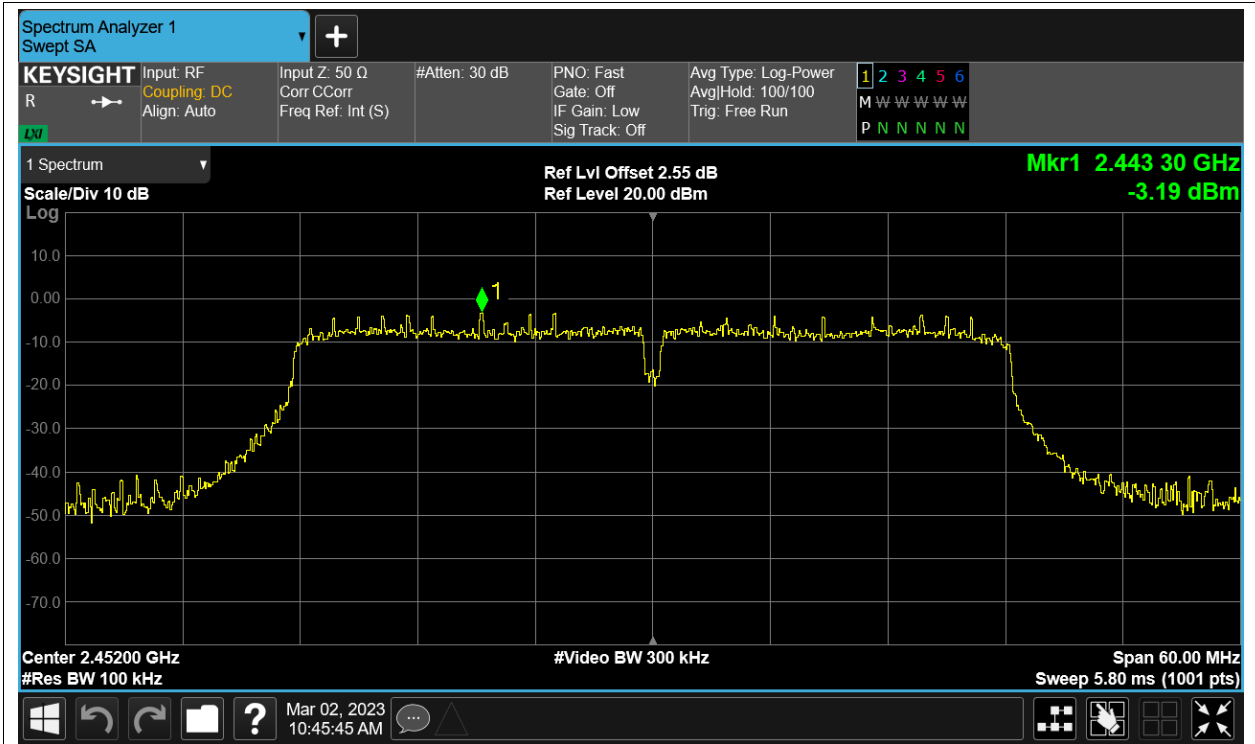 Spectrum Analyzer 1
Swept SA
KEYSIGHT
R
LXI
Input: RF
Coupling: DC
Align: Auto
Input Z: 50 Ω
Corr CCorr
Freq Ref: Int (S)
#Atten: 30 dB
PNO: Fast
Gate: Off
IF Gain: Low
Sig Track: Off
Avg Type: Log-Power
Avg|Hold: 100/100
Trig: Free Run
1 2 3 4 5 6
M W W W W W
P N N N N N
1 Spectrum
Scale/Div 10 dB
Log
Ref Lvl Offset 2.55 dB
Ref Level 20.00 dBm
Mkr1 2.443 30 GHz
-3.19 dBm
10.0
0.00
-10.0
-20.0
-30.0
-40.0
-50.0
-60.0
-70.0
1
Center 2.45200 GHz
#Res BW 100 kHz
#Video BW 300 kHz
Span 60.00 MHz
Sweep 5.80 ms (1001 pts)
?
Mar 02, 2023
10:45:45 AM